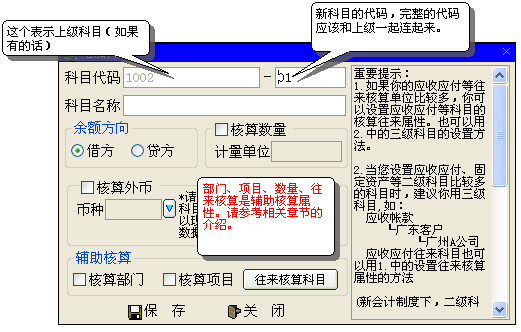 这个表示上级科目（如果
有的话）
新科目的代码，完整的代码
应该和上级一起连起来。
科目代码 1002 - 01
科目名称
余额方向
借方 贷方
核算数量
计量单位
核算外币
币种
*请
科目
以现
数据
部门、项目、数量、往
来核算是辅助核算属
性。请参考相关章节的
介绍。
辅助核算
核算部门 核算项目 往来核算科目
保 存 关 闭
重要提示：
1.如果你的应收应付等往
来核算单位比较多，你可
以设置应收应付等科目的
核算往来属性。也可以用
2.中的三级科目的设置方
法。
2.当您设置应收应付、固
定资产等二级科目比较多
的科目时，建议你用三级
科目,如：
应收帐款
┗广东客户
┗广州A公司
应收应付往来科目也可
以用1.中的设置往来核算
属性的方法
(新会计制度下，二级科